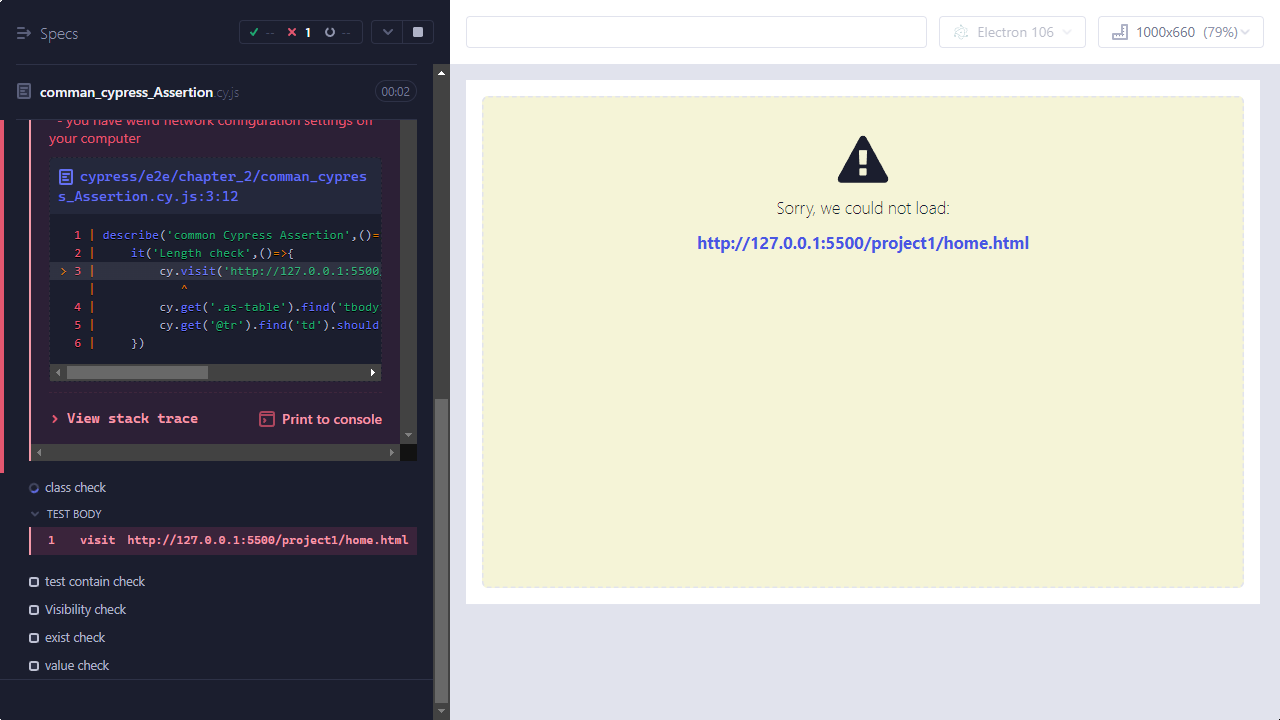 Specs
-- 1 --
Electron 106
1000x660 (79%)
comman_cypress_Assertion.cy.js
00:02
- you have weird network configuration settings on
your computer
cypress/e2e/chapter_2/comman_cypres
s_Assertion.cy.js:3:12
1 | describe('common Cypress Assertion',()=
2 | it('Length check',()=>{
> 3 | cy.visit('http://127.0.0.1:5500
| ^
4 | cy.get('.as-table').find('tbody
5 | cy.get('@tr').find('td').should
6 | })
View stack trace
Print to console
class check
TEST BODY
1 visit http://127.0.0.1:5500/project1/home.html
test contain check
Visibility check
exist check
value check
Sorry, we could not load:
http://127.0.0.1:5500/project1/home.html